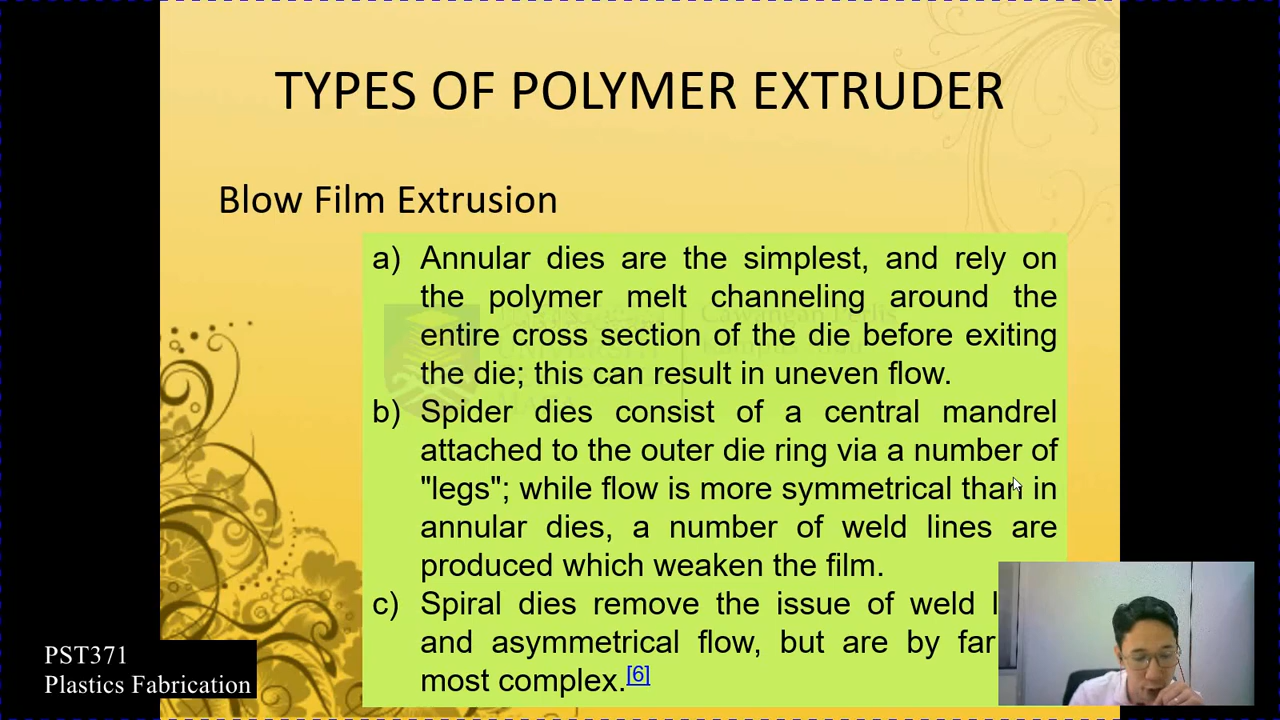 TYPES OF POLYMER EXTRUDER
Blow Film Extrusion
a) Annular dies are the simplest, and rely on
the polymer melt channeling around the
entire cross section of the die before exiting
the die; this can result in uneven flow.
b) Spider dies consist of a central mandrel
attached to the outer die ring via a number of
"legs"; while flow is more symmetrical than in
annular dies, a number of weld lines are
produced which weaken the film.
c) Spiral dies remove the issue of weld
and asymmetrical flow, but are by far
most complex.[6]
PST371
Plastics Fabrication